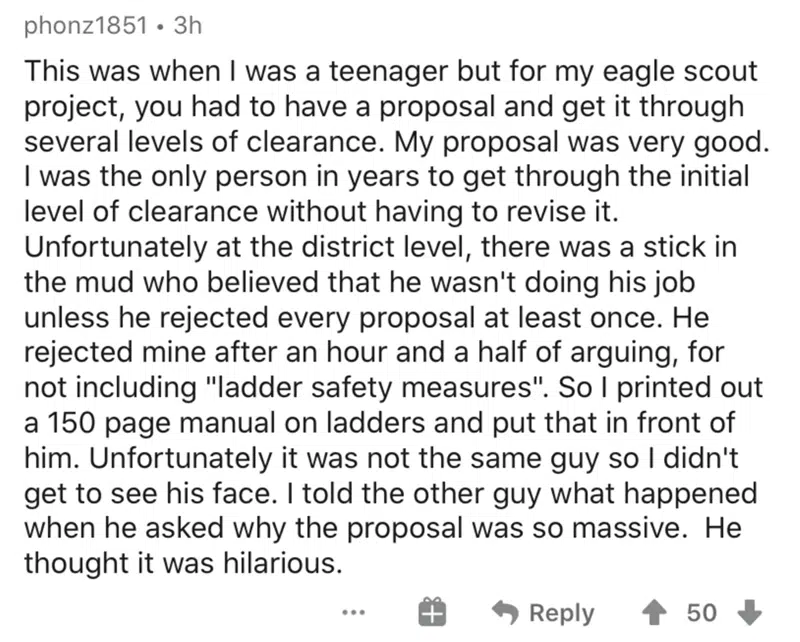 phonz1851 • 3h
This was when I was a teenager but for my eagle scout
project, you had to have a proposal and get it through
several levels of clearance. My proposal was very good.
I was the only person in years to get through the initial
level of clearance without having to revise it.
Unfortunately at the district level, there was a stick in
the mud who believed that he wasn't doing his job
unless he rejected every proposal at least once. He
rejected mine after an hour and a half of arguing, for
not including "ladder safety measures". So I printed out
a 150 page manual on ladders and put that in front of
him. Unfortunately it was not the same guy so I didn't
get to see his face. I told the other guy what happened
when he asked why the proposal was so massive.  He
thought it was hilarious.
... Reply 50